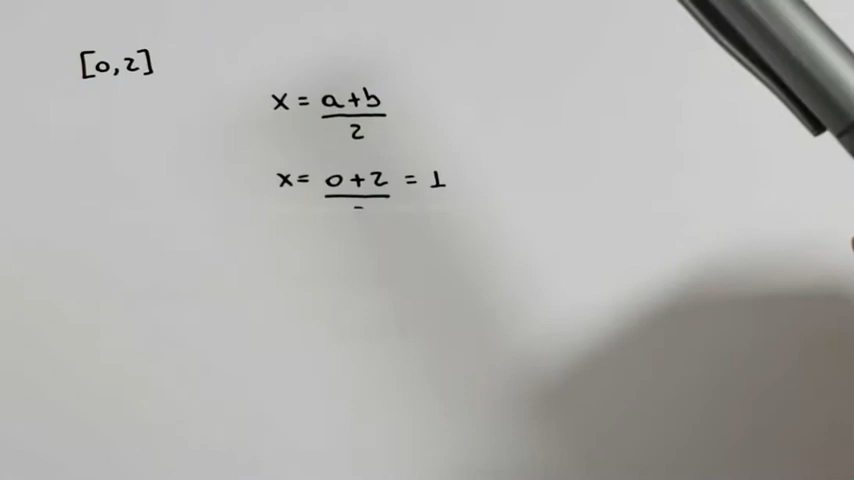 [0,2]
x = a+b
2
x = 0+2 = 1